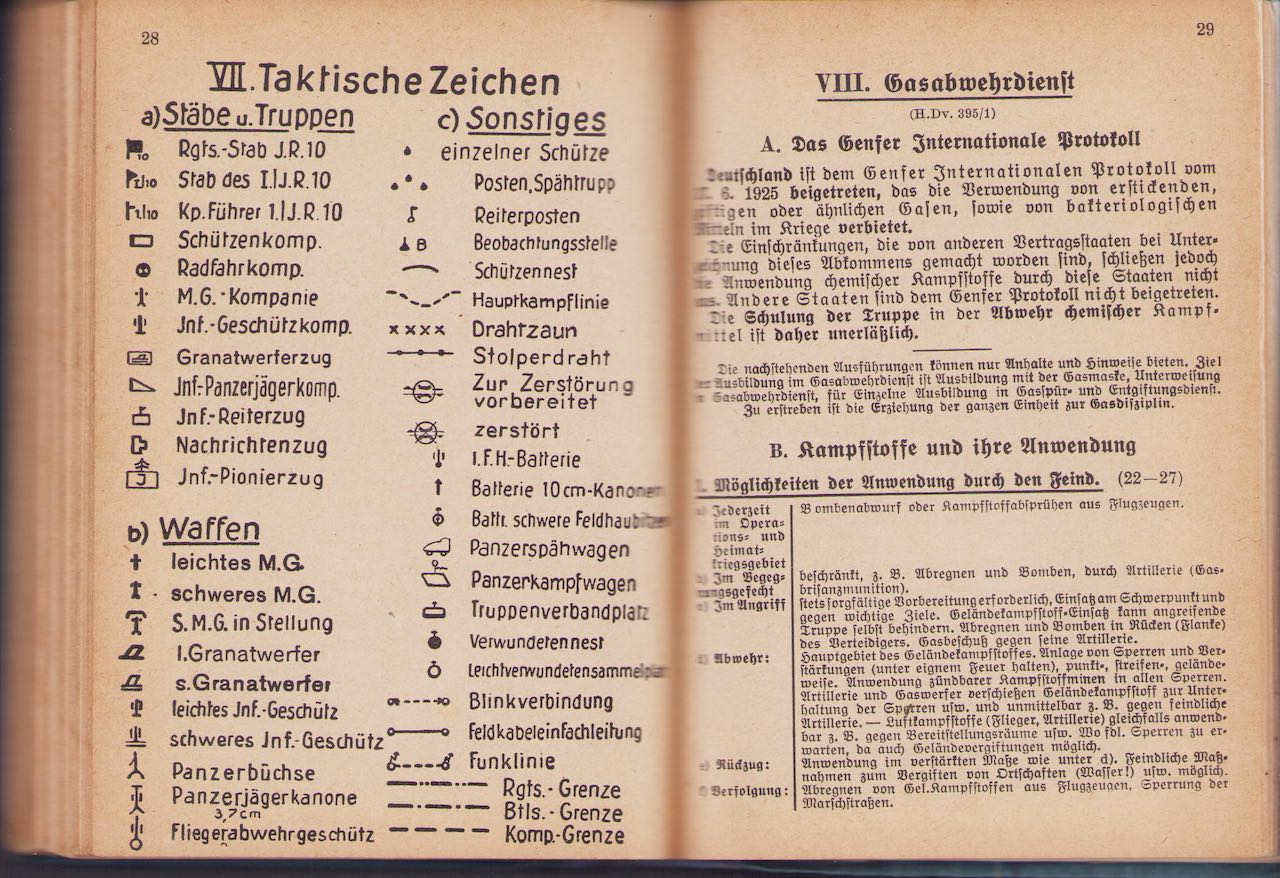 28
VII. Taktische Zeichen
a) Stäbe u. Truppen
Rgts.-Stab J.R.10
Stab des I.|J.R.10
Kp.Führer 1.|J.R.10
Schützenkomp.
Radfahrkomp.
M.G.-Kompanie
Jnf.-Geschützkomp.
Granatwerferzug
Jnf-Panzerjägerkomp.
Jnf.-Reiterzug
Nachrichtenzug
Jnf.-Pionierzug
b) Waffen
leichtes M.G.
schweres M.G.
S.M.G. in Stellung
l.Granatwerfer
s.Granatwerfer
leichtes Jnf.-Geschütz
schweres Jnf.-Geschütz
Panzerbüchse
Panzerjägerkanone
3,7cm
Fliegerabwehrgeschütz
c) Sonstiges
einzelner Schütze
Posten, Spähtrupp
Reiterposten
B Beobachtungsstelle
Schützennest
Hauptkampflinie
xxxx Drahtzaun
Stolperdraht
Zur Zerstörung
vorbereitet
zerstört
l.F.H-Batterie
Batterie 10cm-Kanonen
Battr. schwere Feldhaubitzen
Panzerspähwagen
Panzerkampfwagen
Truppenverbandplatz
Verwundetennest
Leichtverwundetensammelplatz
Blinkverbindung
Feldkabeleinfachleitung
Funklinie
Rgts.-Grenze
Btls.-Grenze
Komp.-Grenze
29
VIII. Gasabwehrdienst
(H.Dv. 395/1)
A. Das Genfer Internationale Protokoll
Deutschland ist dem Genfer Internationalen Protokoll vom
6. 1925 beigetreten, das die Verwendung von erstickenden,
giftigen oder ähnlichen Gasen, sowie von bakteriologischen
Mitteln im Kriege verbietet.
Die Einschränkungen, die von anderen Vertragsstaaten bei Unter-
zeichnung dieses Abkommens gemacht worden sind, schließen jedoch
die Anwendung chemischer Kampfstoffe durch diese Staaten nicht
aus. Andere Staaten sind dem Genfer Protokoll nicht beigetreten.
Die Schulung der Truppe in der Abwehr chemischer Kampf-
mittel ist daher unerläßlich.
Die nachstehenden Ausführungen können nur Anhalte und Hinweise bieten. Ziel
der Ausbildung im Gasabwehrdienst ist Ausbildung mit der Gasmaske, Unterweisung
Gasabwehrdienst, für Einzelne Ausbildung in Gasspür- und Entgiftungsdienst.
Zu erstreben ist die Erziehung der ganzen Einheit zur Gasdisziplin.
B. Kampfstoffe und ihre Anwendung
Möglichkeiten der Anwendung durch den Feind. (22—27)
Jederzeit
im Opera-
tions- und
Heimat-
kriegsgebiet
Bombenabwurf oder Kampfstoffabsprühen aus Flugzeugen.
Im Begeg-
nungsgefecht
beschränkt, z. B. Abregnen und Bomben, durch Artillerie (Gas-
brisanzmunition).
Im Angriff
stets sorgfältige Vorbereitung erforderlich, Einsatz am Schwerpunkt und
gegen wichtige Ziele. Geländekampfstoff-Einsatz kann angreifende
Truppe selbst behindern. Abregnen und Bomben in Rücken (Flanke)
des Verteidigers. Gasbeschuß gegen seine Artillerie.
Abwehr:
Hauptgebiet des Geländekampfstoffes. Anlage von Sperren und Ver-
stärkungen (unter eignem Feuer halten), punkt-, streifen-, gelände-
weise. Anwendung zündbarer Kampfstoffminen in allen Sperren.
Artillerie und Gaswerfer verschießen Geländekampfstoff zur Unter-
haltung der Sperren usw. und unmittelbar z. B. gegen feindliche
Artillerie. — Luftkampfstoffe (Flieger, Artillerie) gleichfalls anwend-
bar z. B. gegen Bereitstellungsräume usw. Wo fdl. Sperren zu er-
warten, da auch Geländevergiftungen möglich.
Rückzug:
Anwendung im verstärkten Maße wie unter d). Feindliche Maß-
nahmen zum Vergiften von Ortschaften (Wasser!) usw. möglich.
Verfolgung:
Abregnen von Gel.Kampfstoffen aus Flugzeugen, Sperrung der
Marschstraßen.